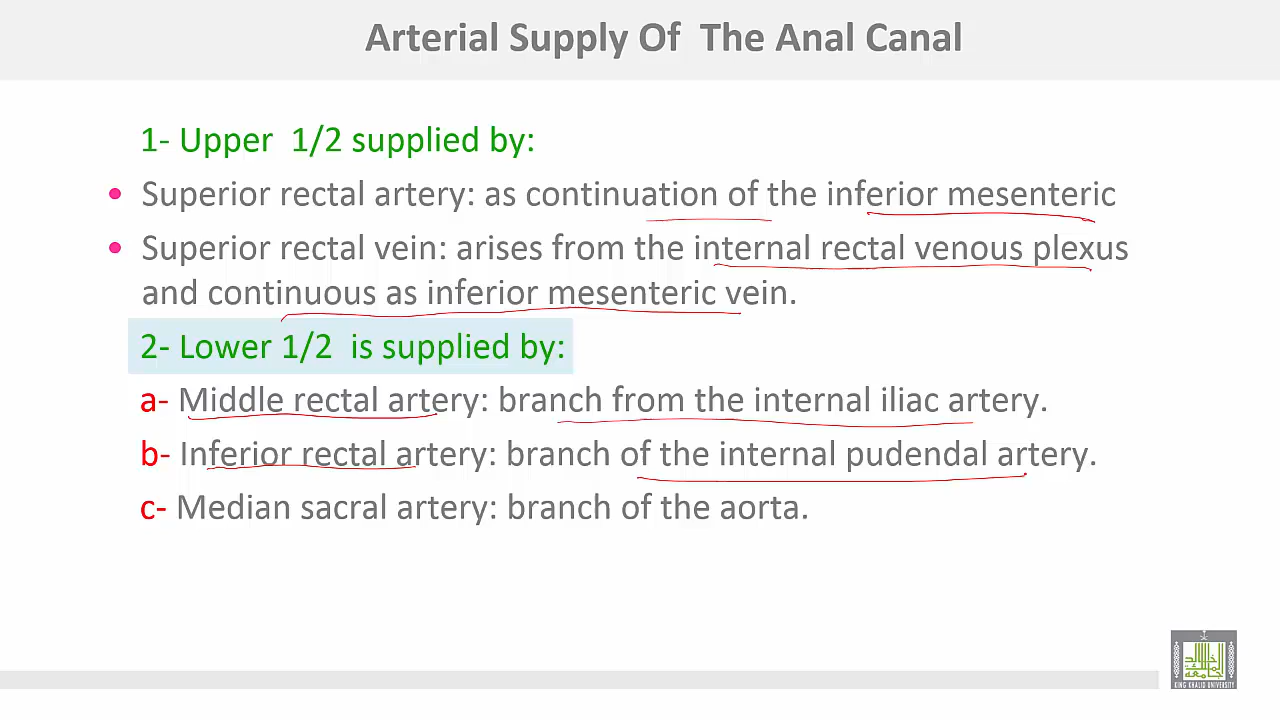 Arterial Supply Of The Anal Canal
1- Upper 1/2 supplied by:
• Superior rectal artery: as continuation of the inferior mesenteric
• Superior rectal vein: arises from the internal rectal venous plexus
and continuous as inferior mesenteric vein.
2- Lower 1/2 is supplied by:
a- Middle rectal artery: branch from the internal iliac artery.
b- Inferior rectal artery: branch of the internal pudendal artery.
c- Median sacral artery: branch of the aorta.
KING KHALID UNIVERSITY